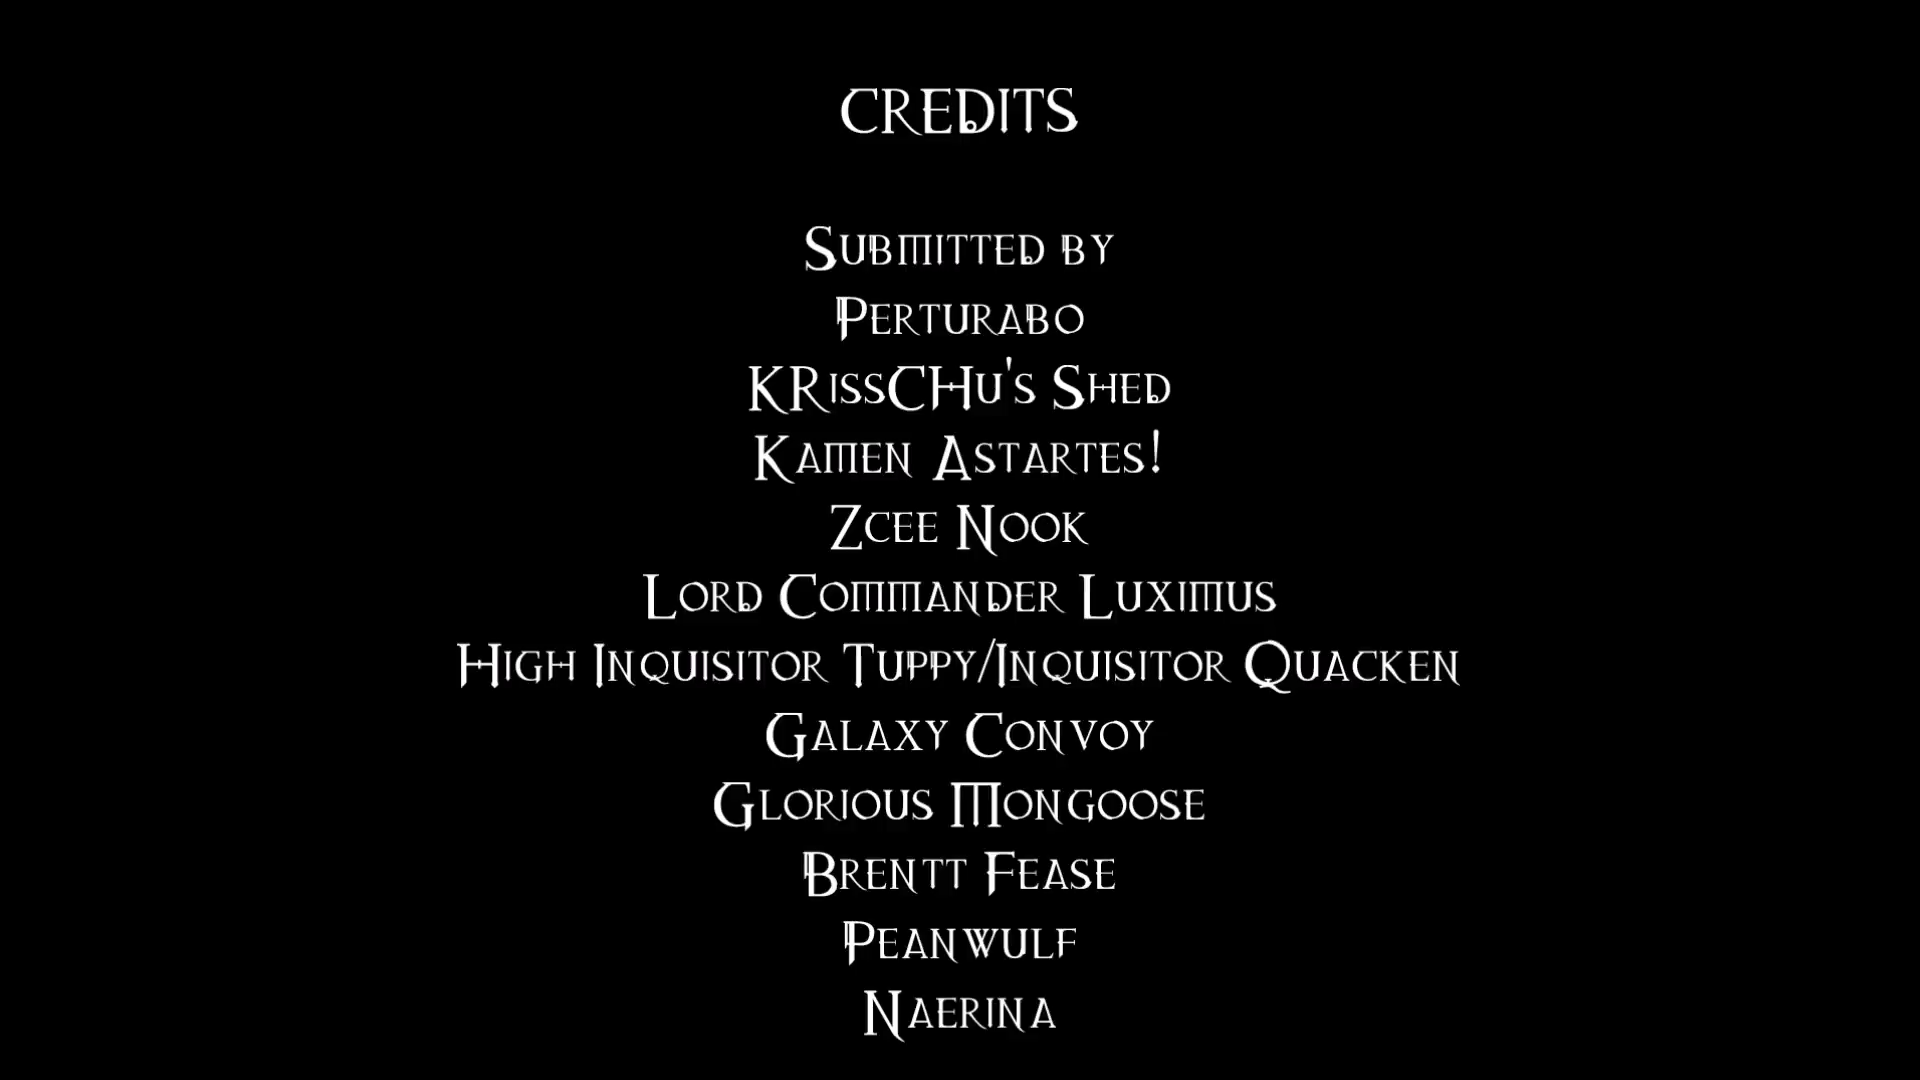 CREDITS
Submitted by
Perturabo
KRissCHu's Shed
Kamen Astartes!
Zcee Nook
Lord Commander Luximus
High Inquisitor Tuppy/Inquisitor Quacken
Galaxy Convoy
Glorious Mongoose
Brentt Fease
Peanwulf
Naerina